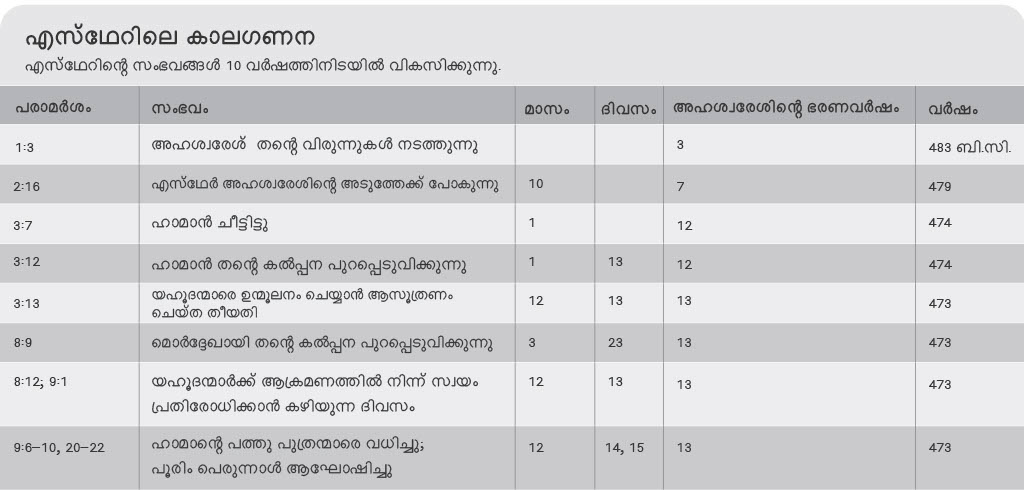 എസ്ഥേറിലെ കാലഗണന
എസ്ഥേറിന്റെ സംഭവങ്ങൾ 10 വർഷത്തിനിടയിൽ വികസിക്കുന്നു.
പരാമർശം സംഭവം മാസം ദിവസം അഹശ്വരേശിന്റെ ഭരണവർഷം വർഷം
1:3 അഹശ്വരേശ് തന്റെ വിരുന്നുകൾ നടത്തുന്നു 3 483 ബി.സി.
2:16 എസ്ഥേർ അഹശ്വരേശിന്റെ അടുത്തേക്ക് പോകുന്നു 10 7 479
3:7 ഹാമാൻ ചീട്ടിട്ടു 1 12 474
3:12 ഹാമാൻ തന്റെ കൽപ്പന പുറപ്പെടുവിക്കുന്നു 1 13 12 474
3:13 യഹൂദന്മാരെ ഉന്മൂലനം ചെയ്യാൻ ആസൂത്രണം 12 13 13 473
ചെയ്ത തീയതി
8:9 മൊർദ്ദേഖായി തന്റെ കൽപ്പന പുറപ്പെടുവിക്കുന്നു 3 23 13 473
8:12; 9:1 യഹൂദന്മാർക്ക് ആക്രമണത്തിൽ നിന്ന് സ്വയം 12 13 13 473
പ്രതിരോധിക്കാൻ കഴിയുന്ന ദിവസം
9:6–10, 20–22 ഹാമാന്റെ പത്തു പുത്രന്മാരെ വധിച്ചു; 12 14, 15 13 473
പൂരിം പെരുന്നാൾ ആഘോഷിച്ചു